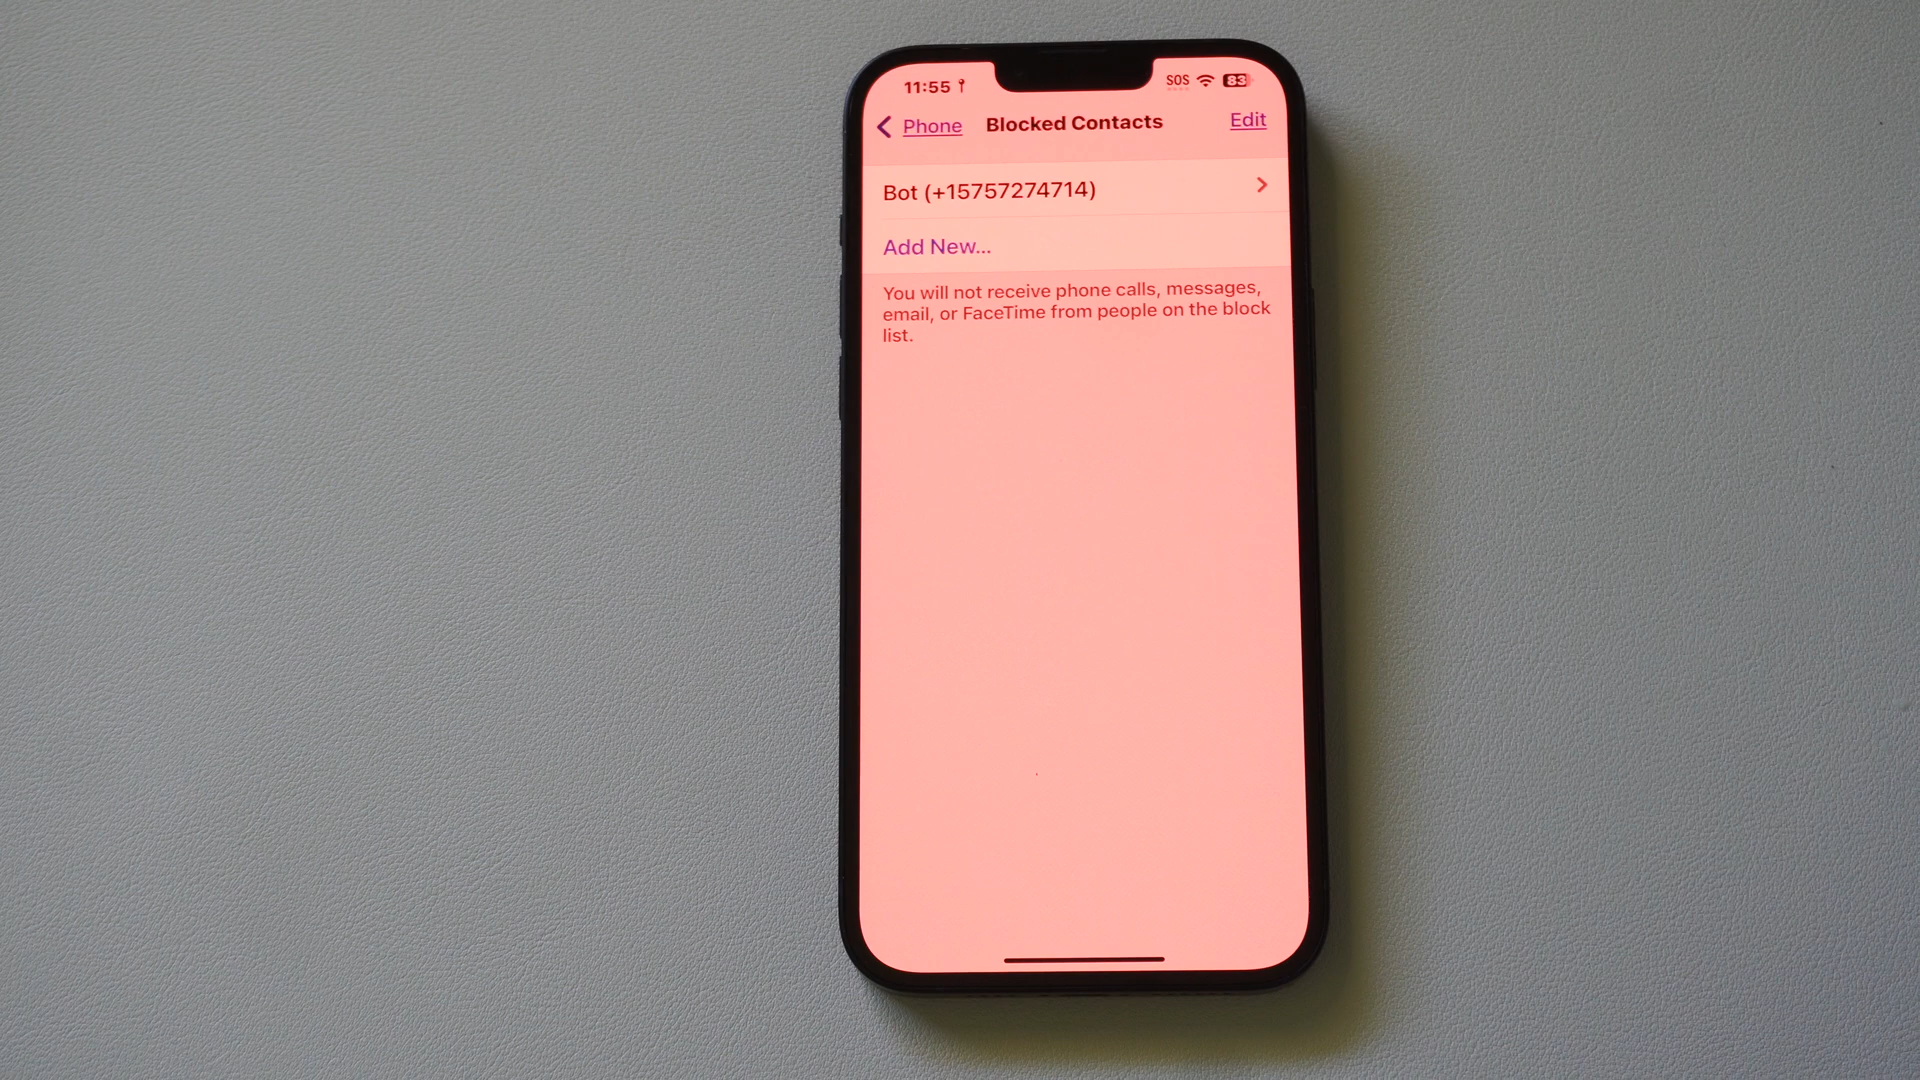 11:55
SOS 83
Phone Blocked Contacts Edit
Bot (+15757274714)
Add New...
You will not receive phone calls, messages,
email, or FaceTime from people on the block
list.